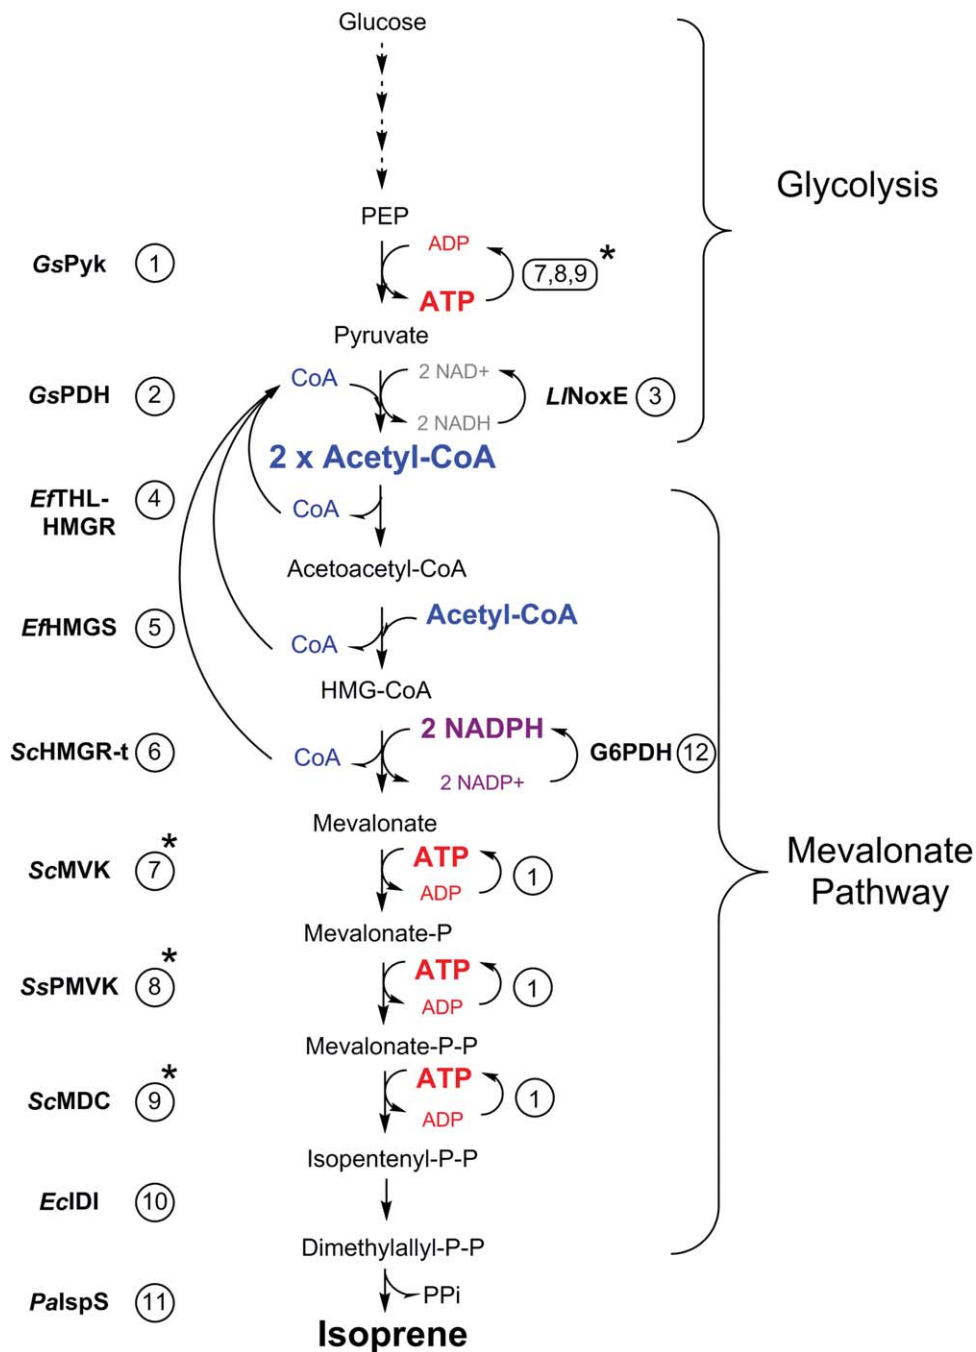 Glucose
Glycolysis
PEP
GsPyk 1
ADP
ATP
7,8,9 *
Pyruvate
GsPDH 2
CoA
2 NAD+
2 NADH
LlNoxE 3
2 x Acetyl-CoA
EfTHL-
HMGR
4
CoA
Acetoacetyl-CoA
EfHMGS 5
Acetyl-CoA
CoA
HMG-CoA
ScHMGR-t 6
2 NADPH
CoA
2 NADP+
G6PDH 12
Mevalonate
Mevalonate
Pathway
ScMVK 7 *
ATP
ADP
1
Mevalonate-P
SsPMVK 8 *
ATP
ADP
1
Mevalonate-P-P
ScMDC 9 *
ATP
ADP
1
Isopentenyl-P-P
EcIDI 10
Dimethylallyl-P-P
PaIspS 11
PPi
Isoprene